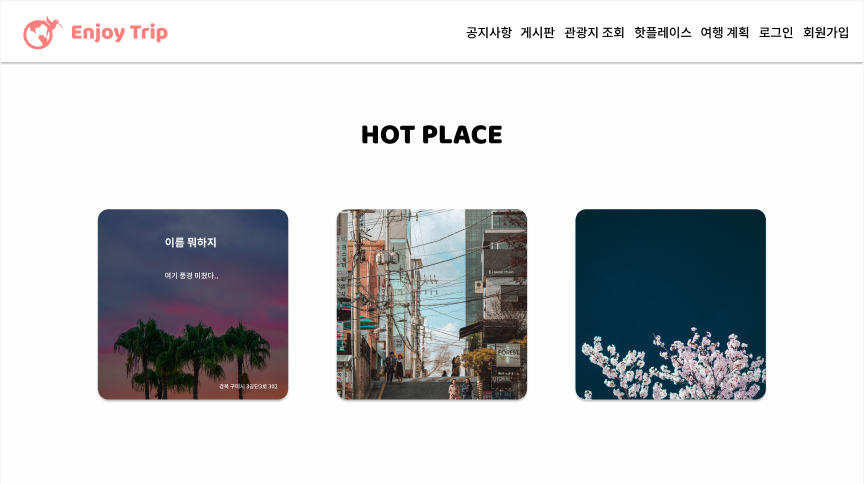 Enjoy Trip
공지사항 게시판 관광지 조회 핫플레이스 여행 계획 로그인 회원가입
HOT PLACE
이름 뭐하지
여기 풍경 미쳤다..
경북 구미시 3공단3로 302
FOREST